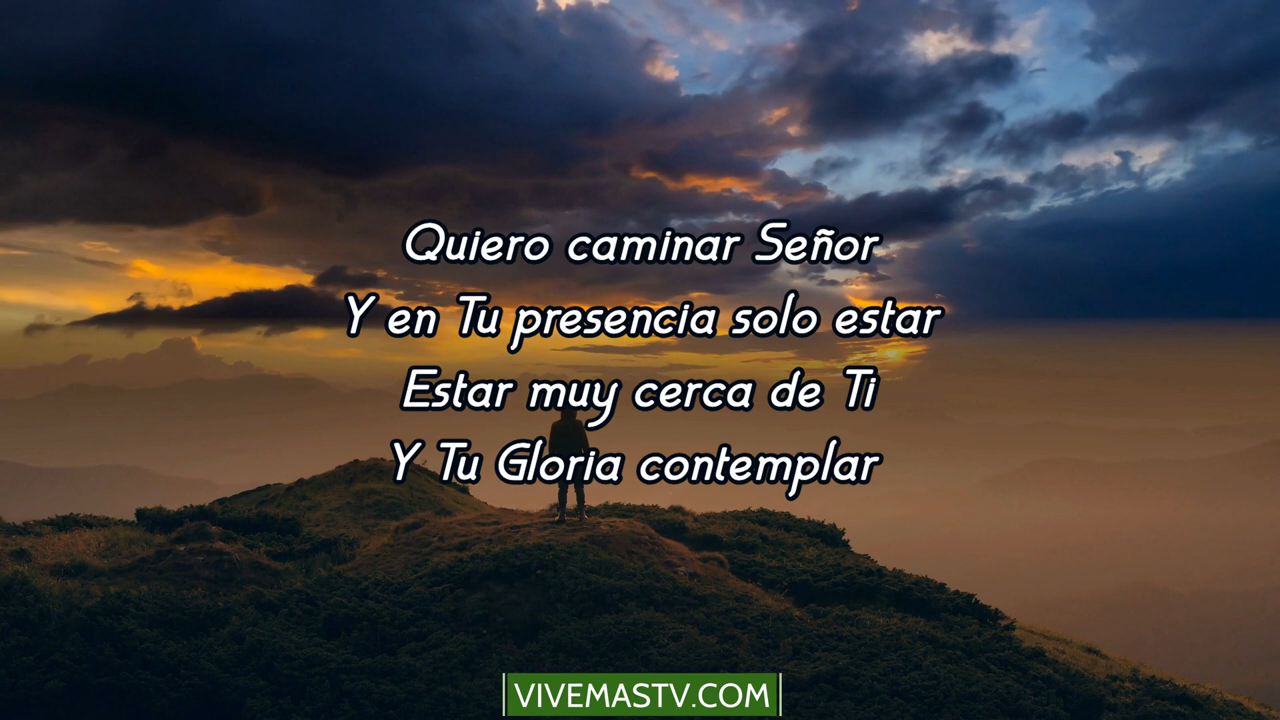 Quiero caminar Señor
Y en Tu presencia solo estar
Estar muy cerca de Ti
Y Tu Gloria contemplar
VIVEMASTV.COM